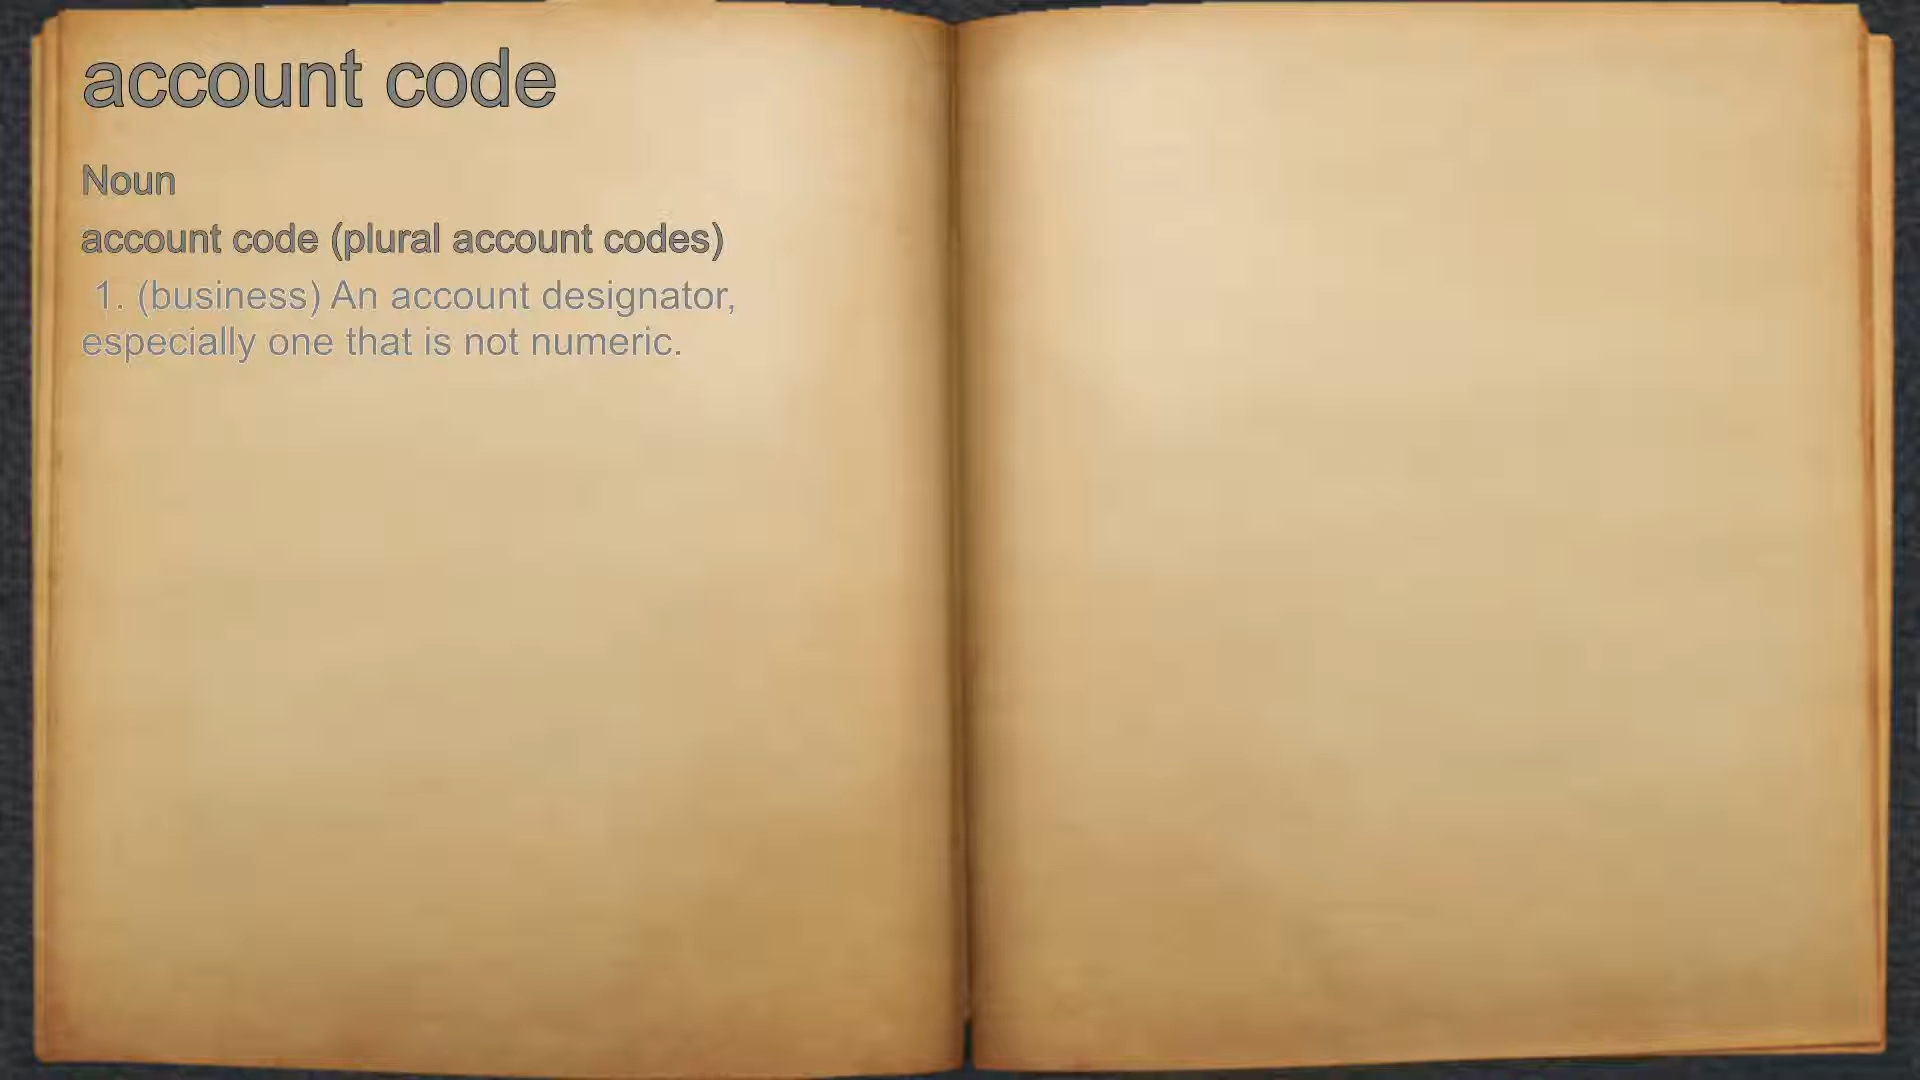 account code
Noun
account code (plural account codes)
1. (business) An account designator,
especially one that is not numeric.